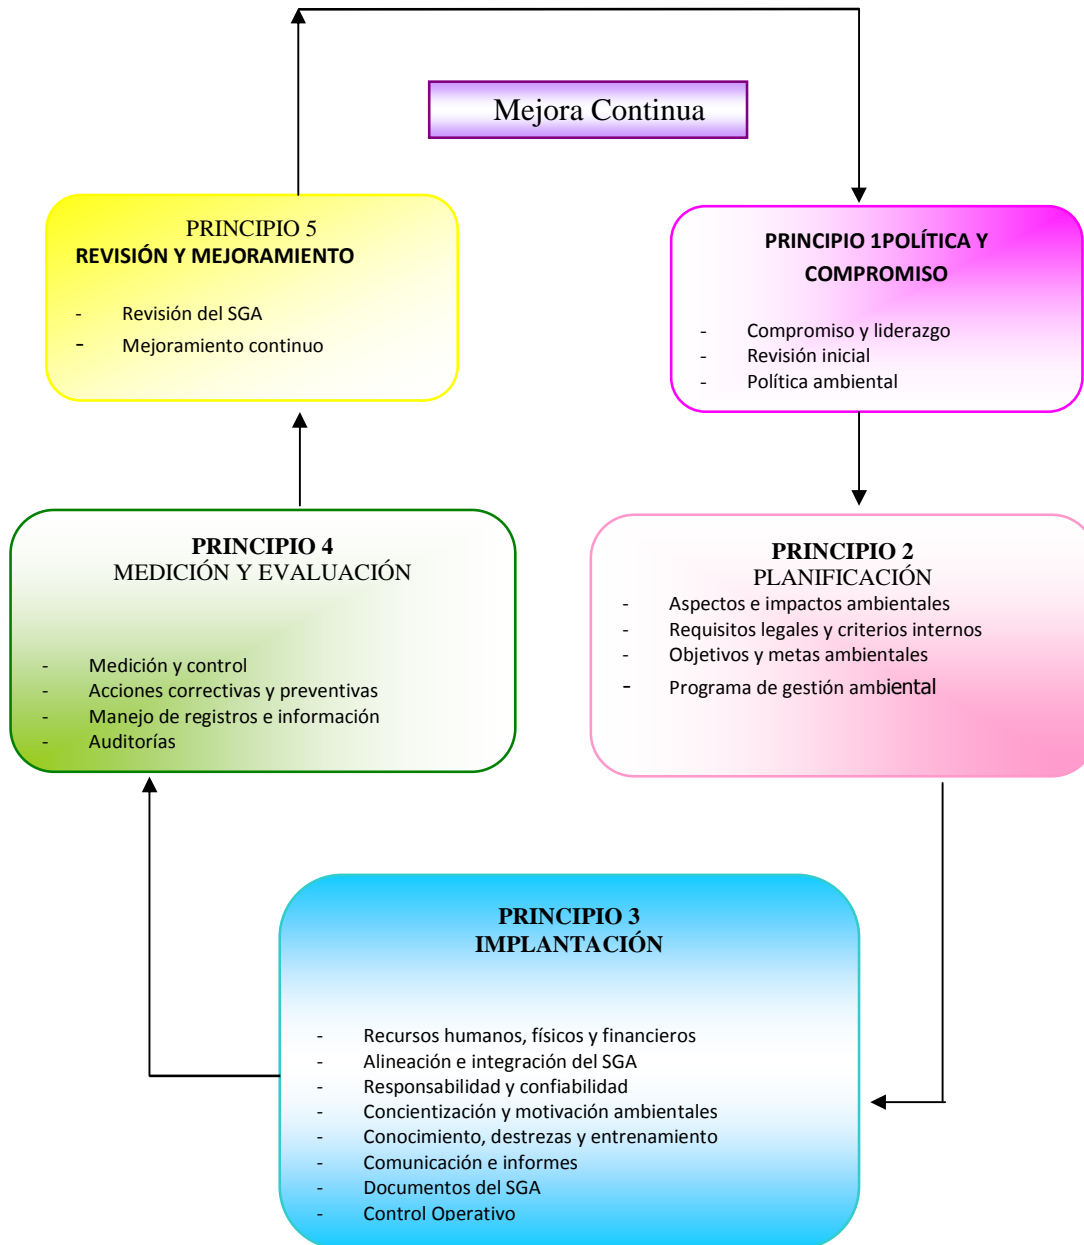 Mejora Continua
PRINCIPIO 5
REVISIÓN Y MEJORAMIENTO
- Revisión del SGA
- Mejoramiento continuo
PRINCIPIO 1POLÍTICA Y
COMPROMISO
- Compromiso y liderazgo
- Revisión inicial
- Política ambiental
PRINCIPIO 4
MEDICIÓN Y EVALUACIÓN
- Medición y control
- Acciones correctivas y preventivas
- Manejo de registros e información
- Auditorías
PRINCIPIO 2
PLANIFICACIÓN
- Aspectos e impactos ambientales
- Requisitos legales y criterios internos
- Objetivos y metas ambientales
- Programa de gestión ambiental
PRINCIPIO 3
IMPLANTACIÓN
- Recursos humanos, físicos y financieros
- Alineación e integración del SGA
- Responsabilidad y confiabilidad
- Concientización y motivación ambientales
- Conocimiento, destrezas y entrenamiento
- Comunicación e informes
- Documentos del SGA
- Control Operativo